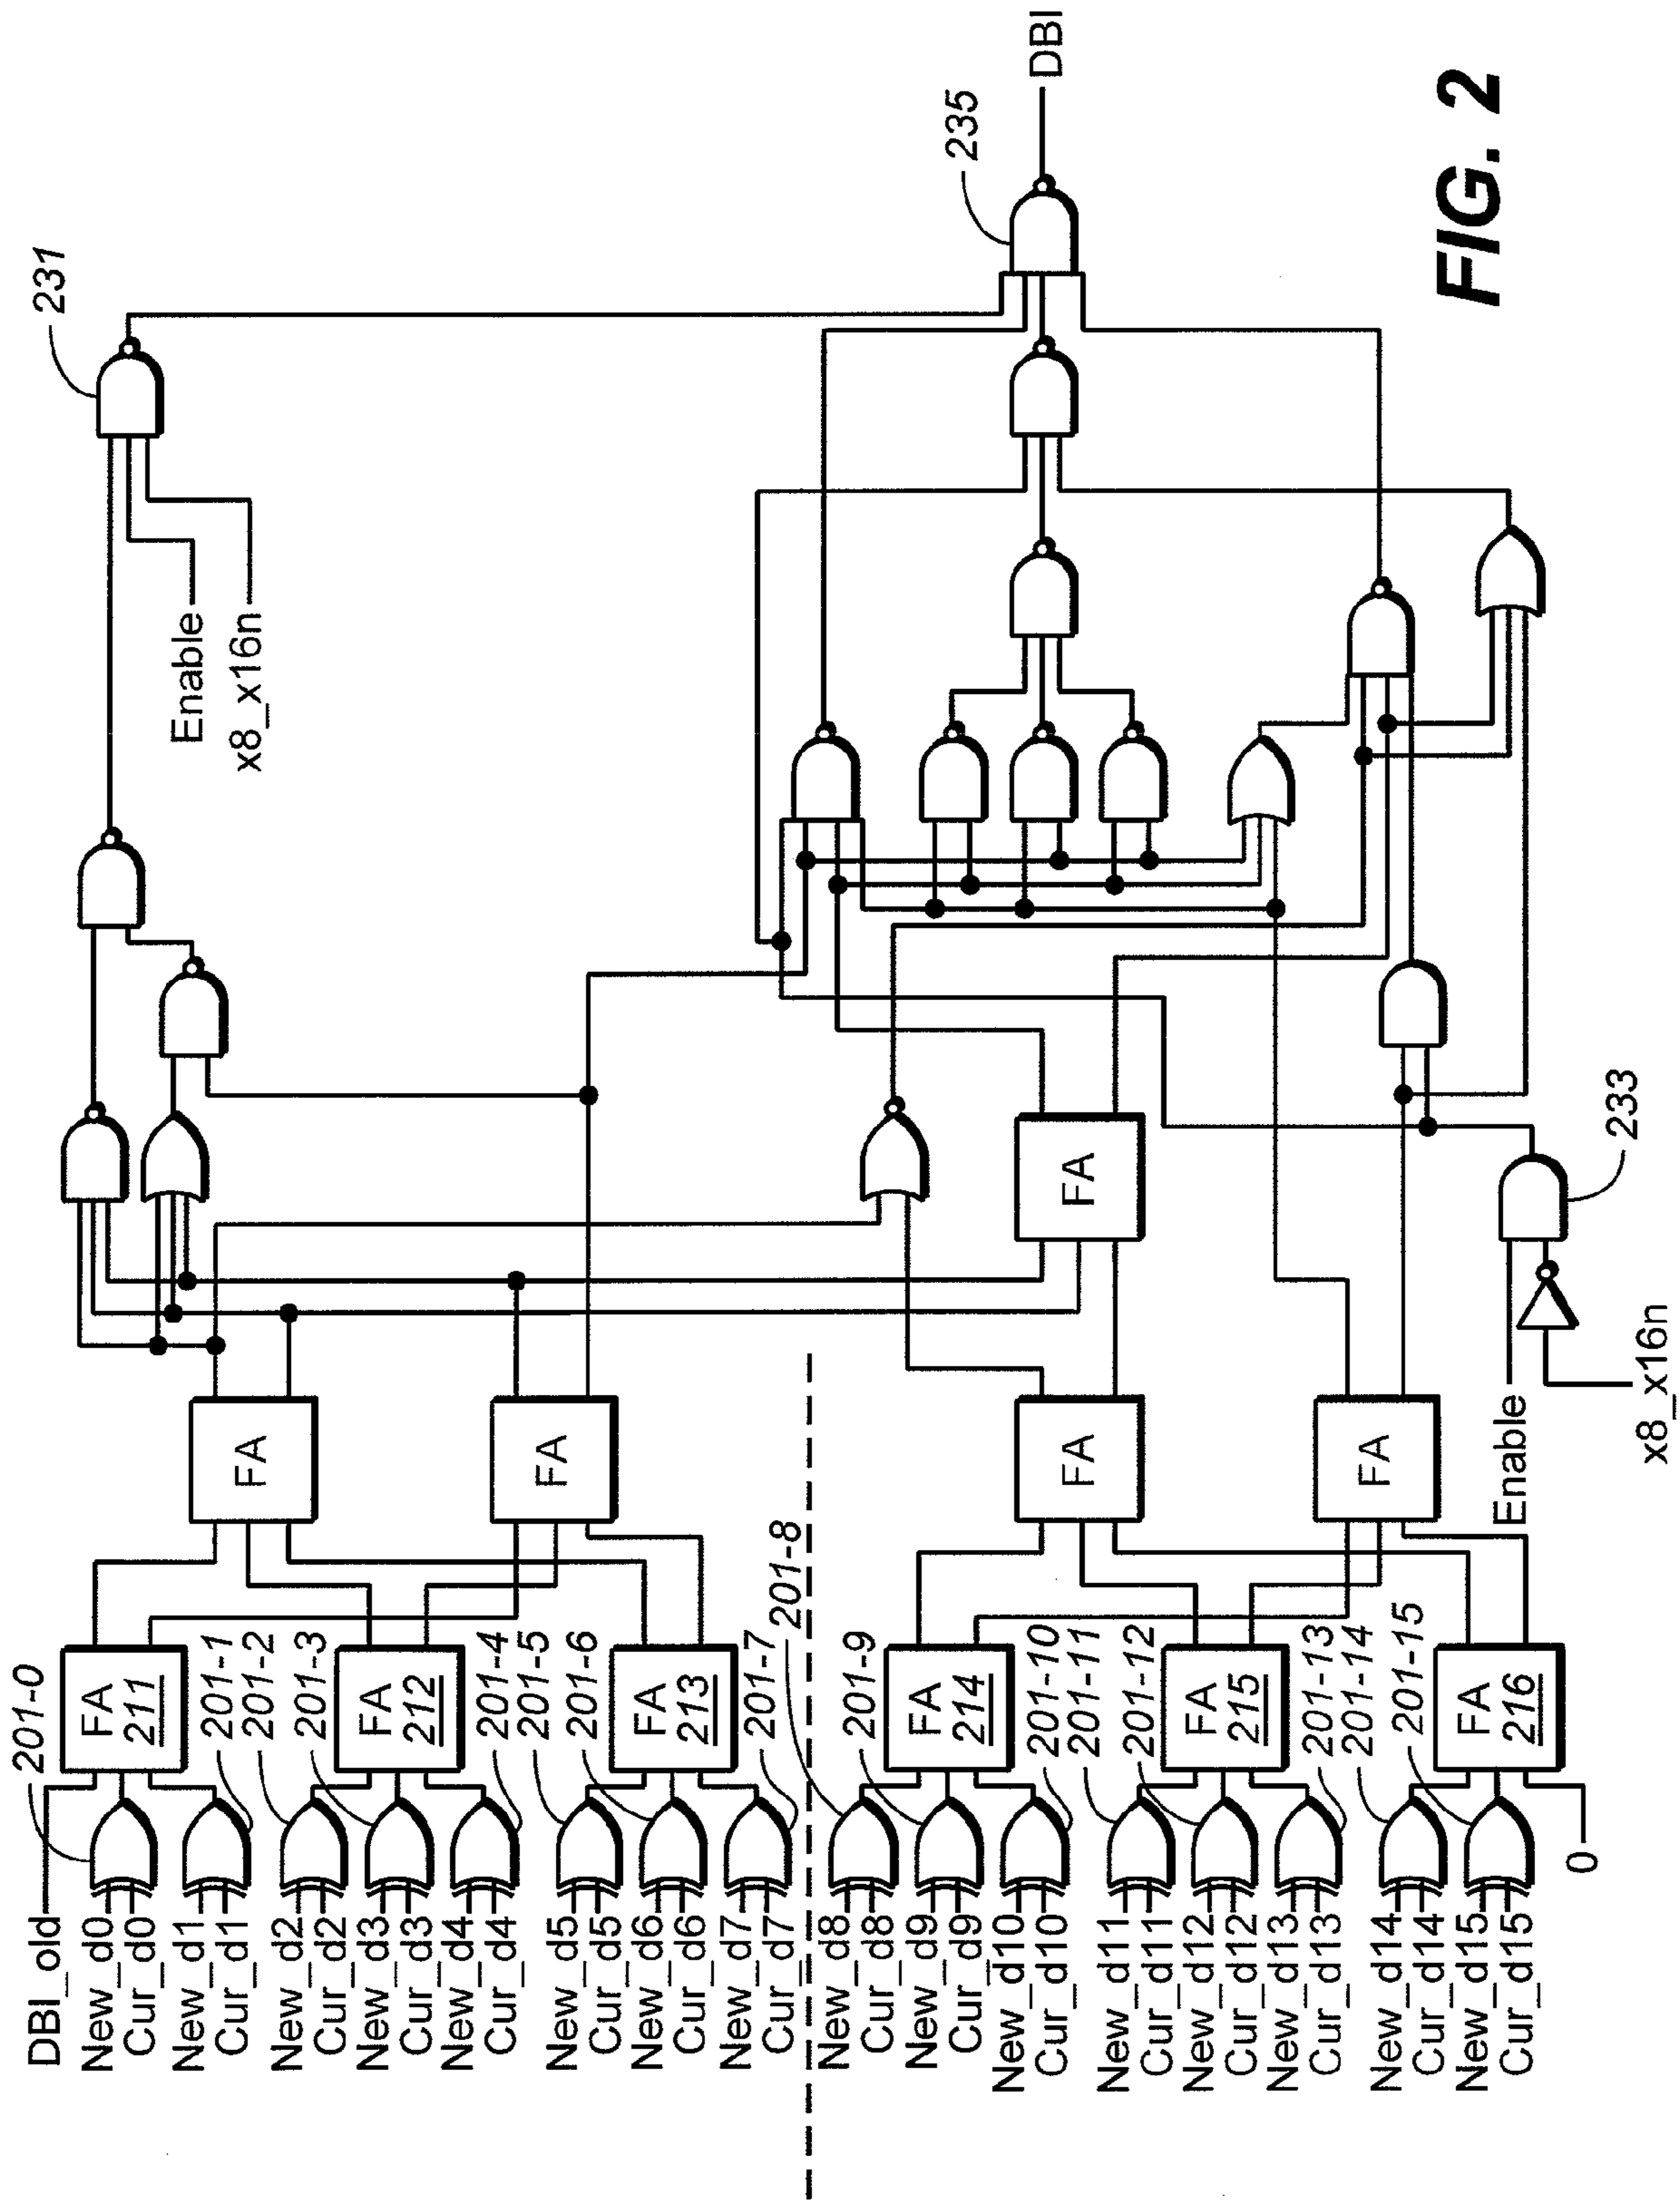 DBI_old
New_d0
Cur_d0
New_d1
Cur_d1
New_d2
Cur_d2
New_d3
Cur_d3
New_d4
Cur_d4
New_d5
Cur_d5
New_d6
Cur_d6
New_d7
Cur_d7
New_d8
Cur_d8
New_d9
Cur_d9
New_d10
Cur_d10
New_d11
Cur_d11
New_d12
Cur_d12
New_d13
Cur_d13
New_d14
Cur_d14
New_d15
Cur_d15
0
201-0
201-1
201-2
201-3
201-4
201-5
201-6
201-7
201-8
201-9
201-10
201-11
201-12
201-13
201-14
201-15
FA
211
FA
212
FA
213
FA
214
FA
215
FA
216
FA
FA
FA
FA
Enable
x8_x16n
FA
233
Enable
x8_x16n
231
235
DBI
FIG. 2